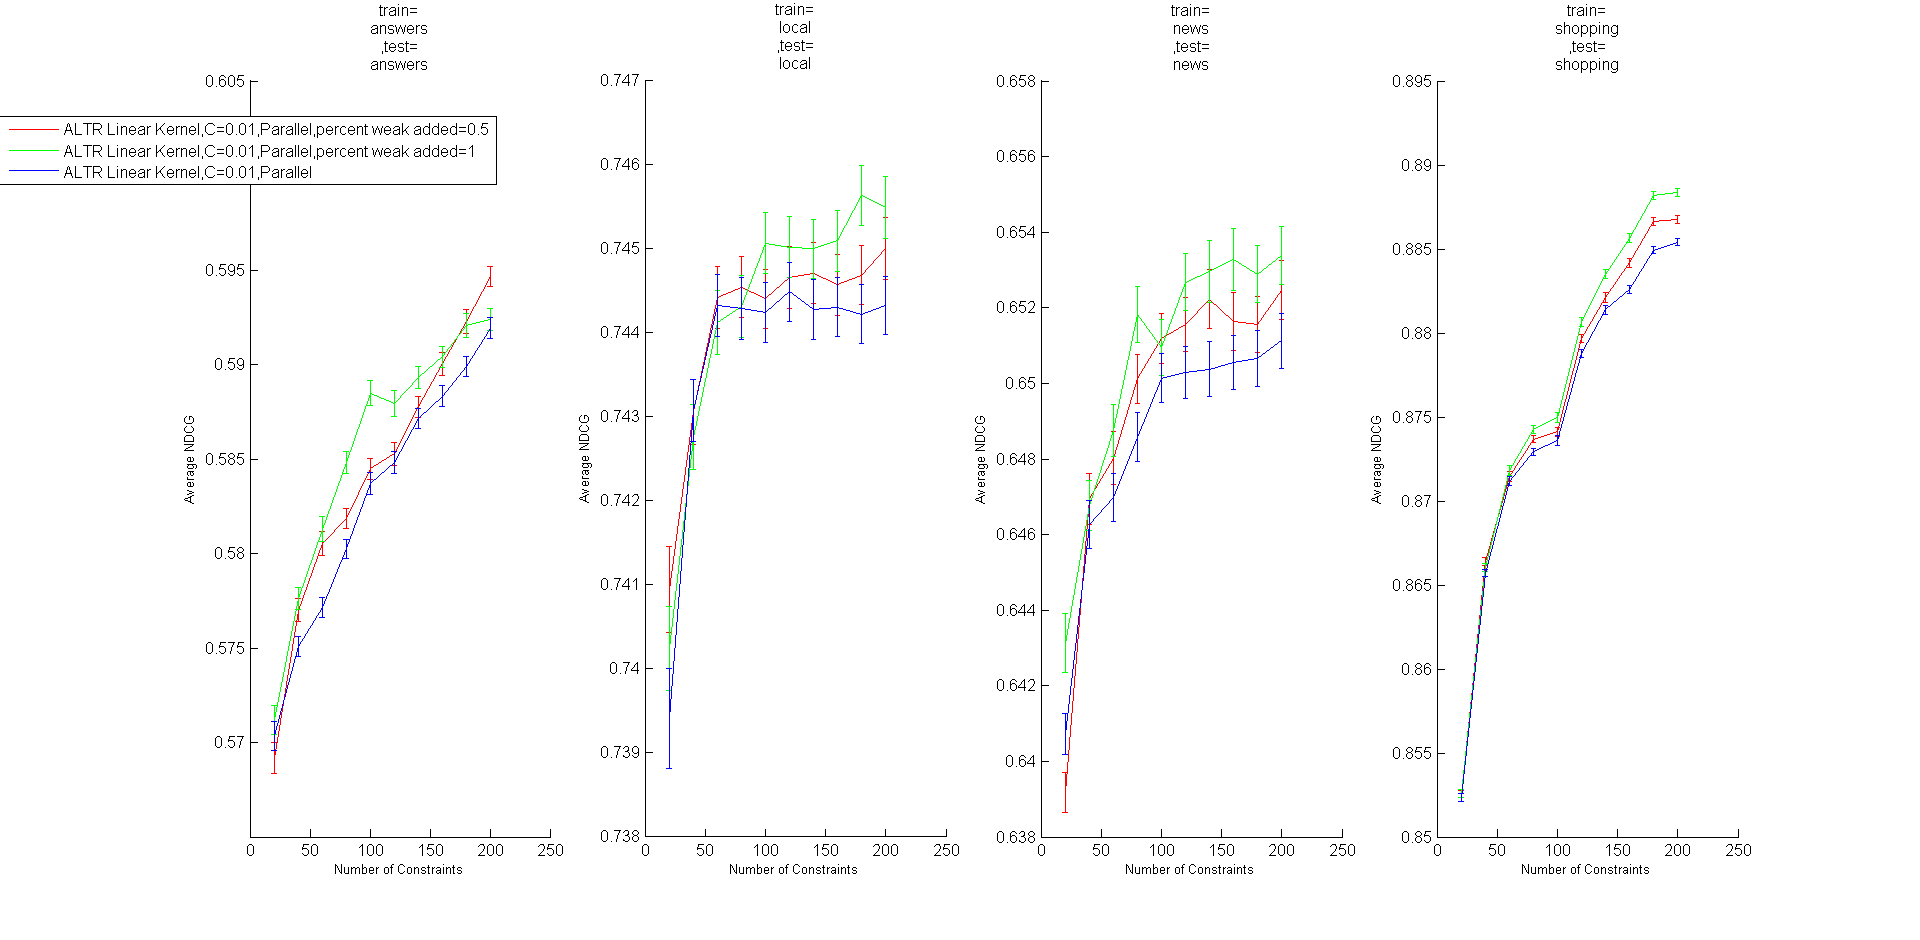 train=
answers
,test=
answers
train=
local
,test=
local
train=
news
,test=
news
train=
shopping
,test=
shopping
ALTR Linear Kernel,C=0.01,Parallel,percent weak added=0.5
ALTR Linear Kernel,C=0.01,Parallel,percent weak added=1
ALTR Linear Kernel,C=0.01,Parallel
0.605
0.595
0.59
0.585
0.58
0.575
0.57
Average NDCG
0 50 100 150 200 250
Number of Constraints
0.747
0.746
0.745
0.744
0.743
0.742
0.741
0.74
0.739
0.738
Average NDCG
0 50 100 150 200 250
Number of Constraints
0.658
0.656
0.654
0.652
0.65
0.648
0.646
0.644
0.642
0.64
0.638
Average NDCG
0 50 100 150 200 250
Number of Constraints
0.895
0.89
0.885
0.88
0.875
0.87
0.865
0.86
0.855
0.85
Average NDCG
0 50 100 150 200 250
Number of Constraints